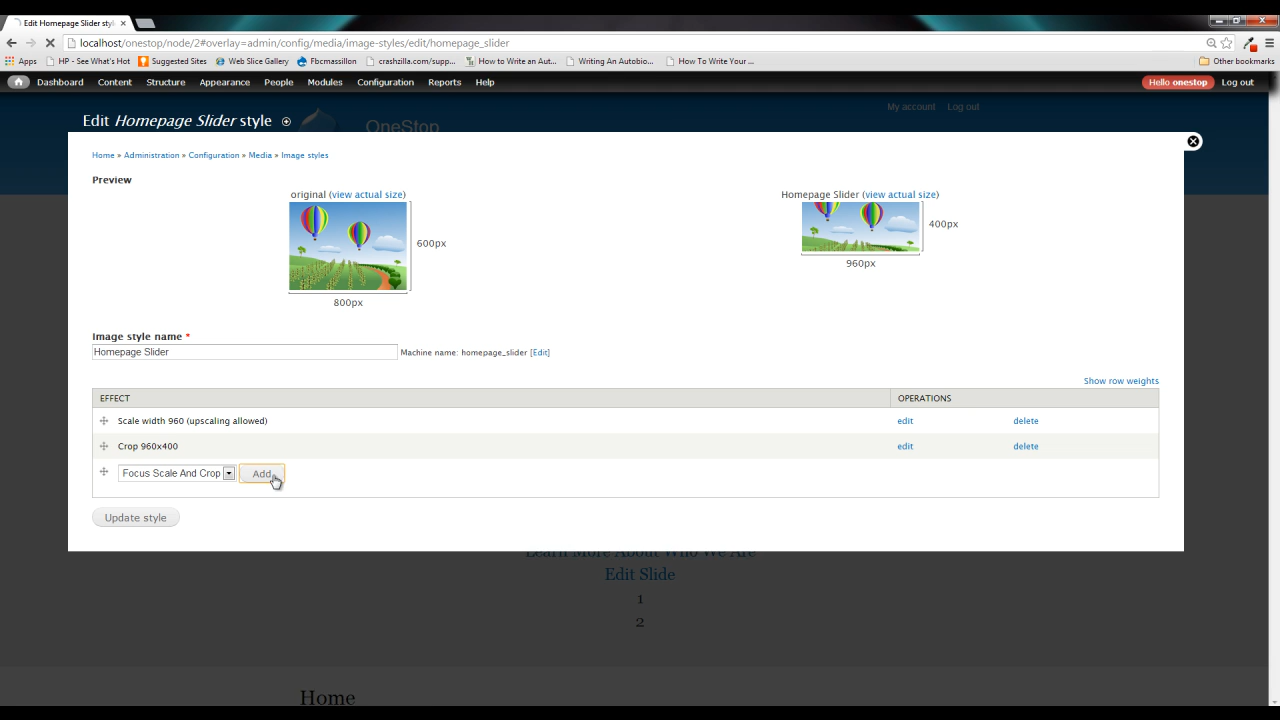 Edit Homepage Slider sty
localhost/onestop/node/2#overlay=admin/config/media/image-styles/edit/homepage_slider
Apps HP - See What's Hot Suggested Sites Web Slice Gallery Fbcmassillon crashzilla.com/supp... How to Write an Aut... Writing An Autobio... How To Write Your ... Other bookmarks
Dashboard Content Structure Appearance People Modules Configuration Reports Help Hello onestop Log out
My account Log out
Edit Homepage Slider style
OneStop
Home » Administration » Configuration » Media » Image styles
Preview
original (view actual size) Homepage Slider (view actual size)
600px 400px
800px 960px
Image style name *
Homepage Slider Machine name: homepage_slider [Edit]
Show row weights
EFFECT OPERATIONS
Scale width 960 (upscaling allowed) edit delete
Crop 960x400 edit delete
Focus Scale And Crop Add
Update style
Learn More About Who We Are
Edit Slide
1
2
Home